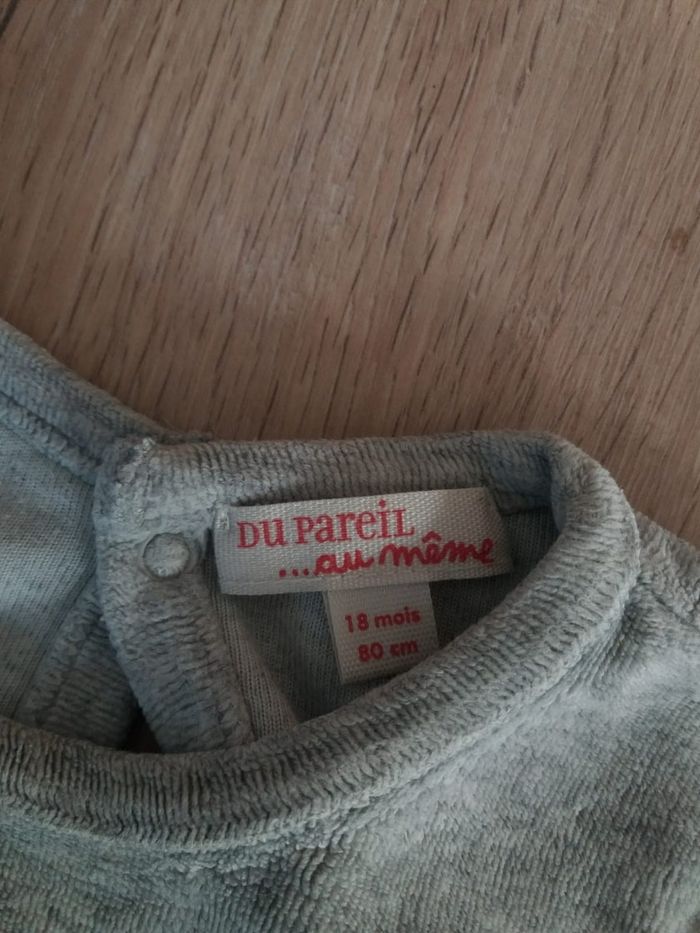 Du Pareil
...au même
18 mois
80 cm